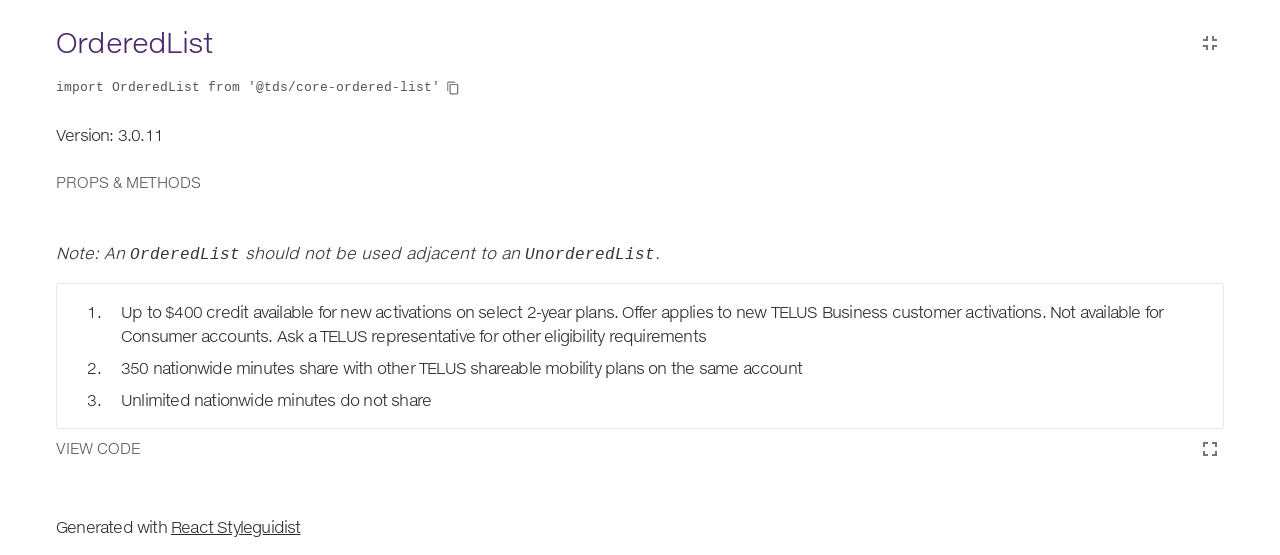 OrderedList
import OrderedList from '@tds/core-ordered-list'
Version: 3.0.11
PROPS & METHODS
Note: An OrderedList should not be used adjacent to an UnorderedList.
1. Up to $400 credit available for new activations on select 2-year plans. Offer applies to new TELUS Business customer activations. Not available for
Consumer accounts. Ask a TELUS representative for other eligibility requirements
2. 350 nationwide minutes share with other TELUS shareable mobility plans on the same account
3. Unlimited nationwide minutes do not share
VIEW CODE
Generated with React Styleguidist